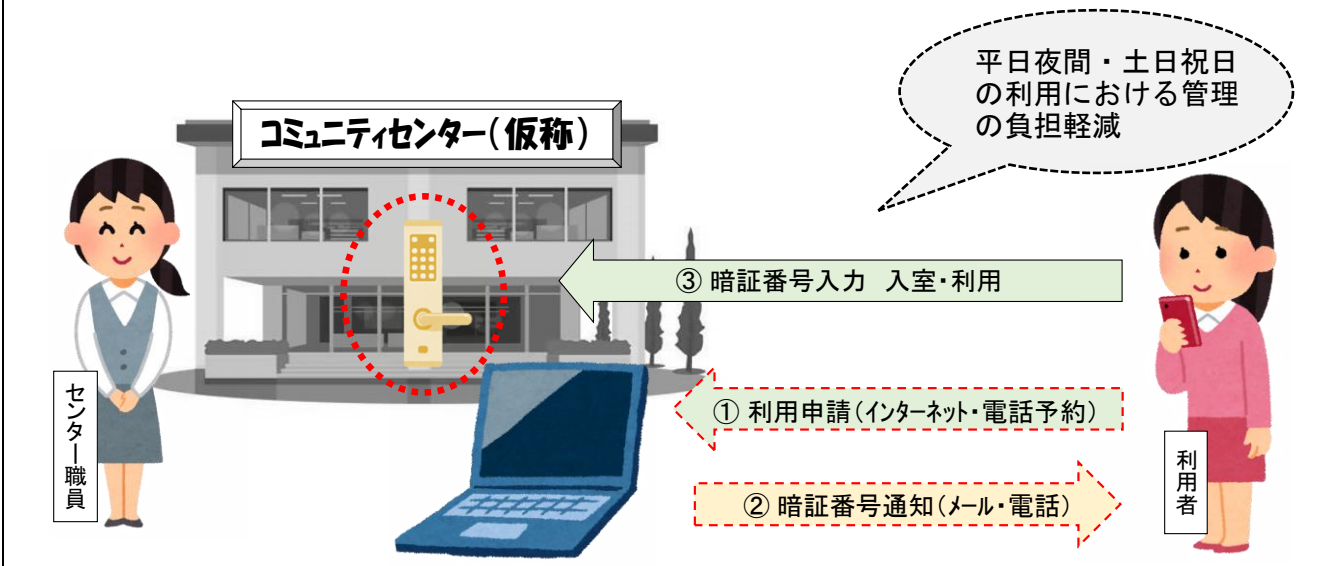 平日夜間・土日祝日
の利用における管理
の負担軽減
コミュニティセンター(仮称)
③ 暗証番号入力　入室・利用
① 利用申請(インターネット・電話予約)
② 暗証番号通知(メール・電話)
センター職員
利用者